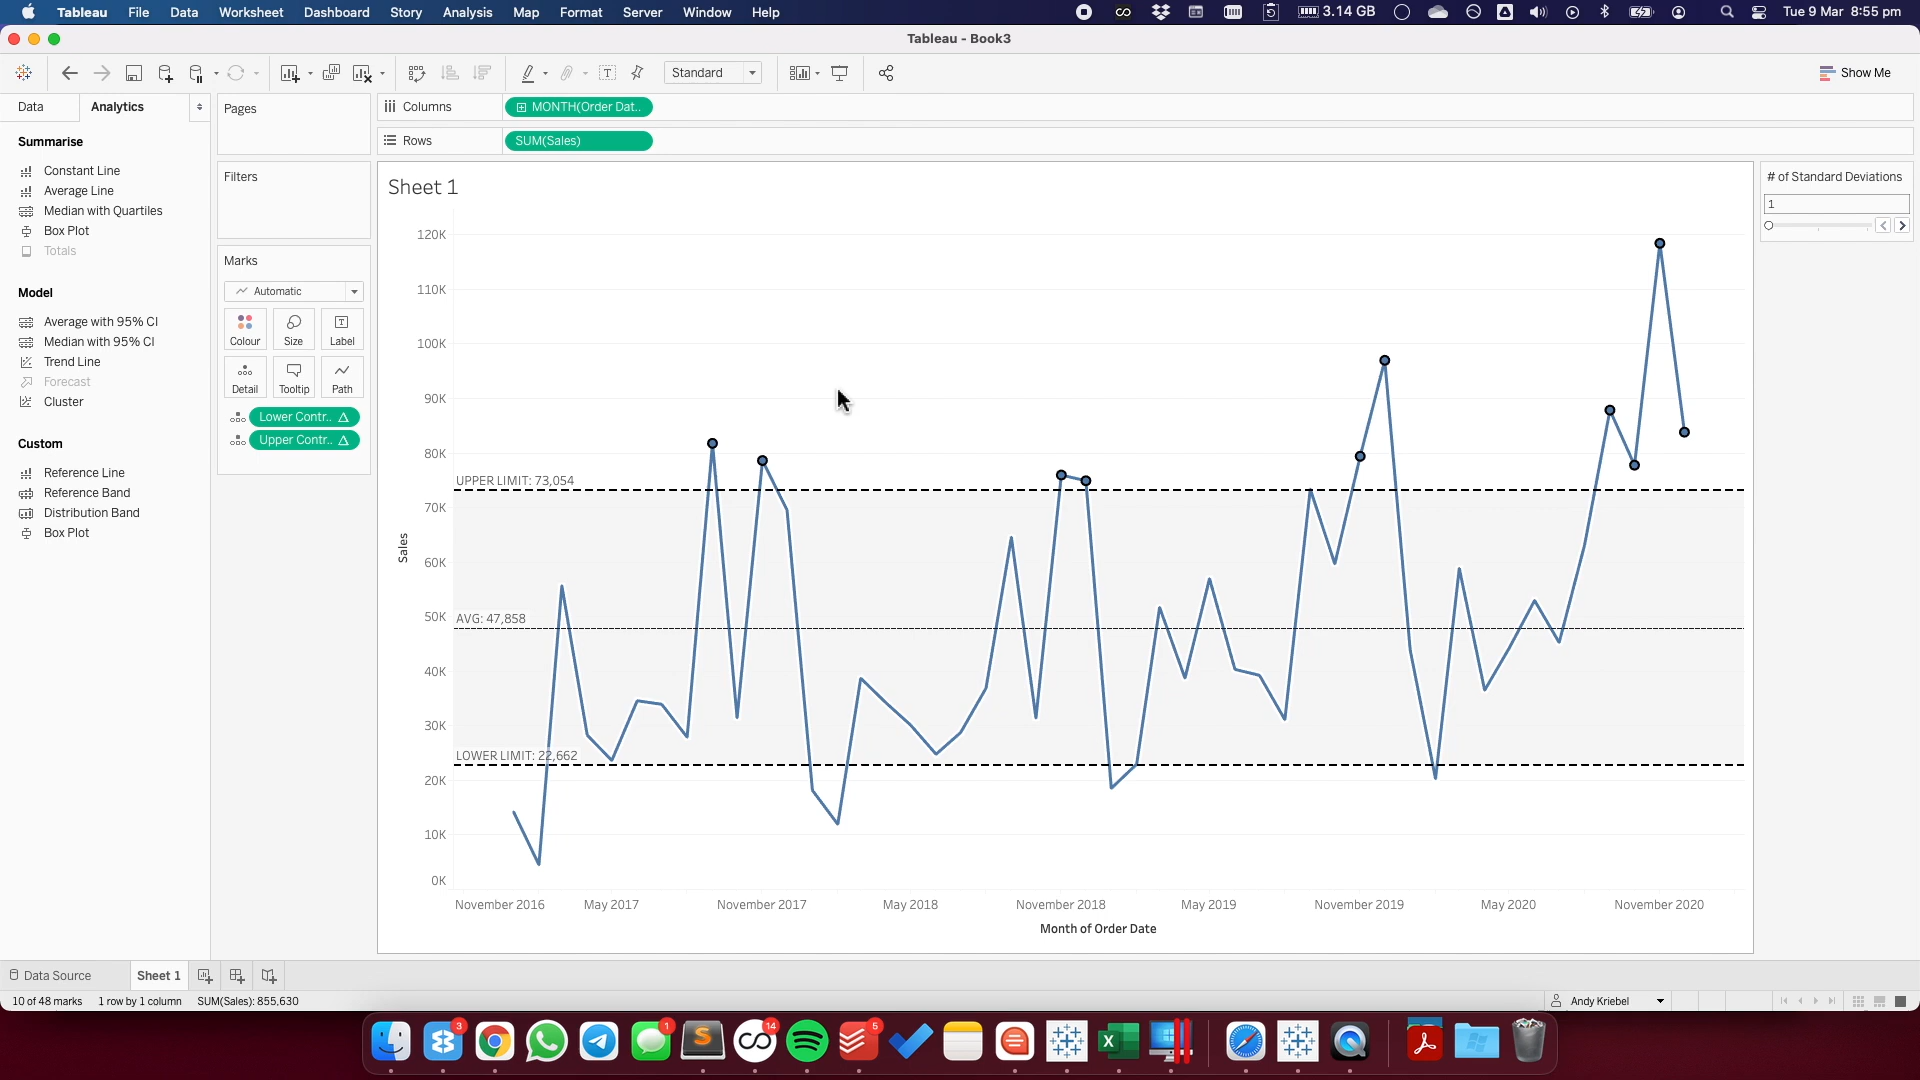 Tableau File Data Worksheet Dashboard Story Analysis Map Format Server Window Help 3.14 GB Tue 9 Mar 8:55 pm
Tableau - Book3
Standard Show Me
Data Analytics
Summarise
Constant Line
Average Line
Median with Quartiles
Box Plot
Totals
Model
Average with 95% CI
Median with 95% CI
Trend Line
Forecast
Cluster
Custom
Reference Line
Reference Band
Distribution Band
Box Plot
Pages
Filters
Marks
Automatic
Colour Size Label
Detail Tooltip Path
Lower Contr..
Upper Contr..
Columns MONTH(Order Dat..
Rows SUM(Sales)
Sheet 1
120K
110K
100K
90K
80K
UPPER LIMIT: 73,054
70K
60K
Sales
50K AVG: 47,858
40K
30K
LOWER LIMIT: 22,662
20K
10K
0K
November 2016 May 2017 November 2017 May 2018 November 2018 May 2019 November 2019 May 2020 November 2020
Month of Order Date
# of Standard Deviations
1
Data Source Sheet 1
10 of 48 marks 1 row by 1 column SUM(Sales): 855,630 Andy Kriebel
3 1 S 14 5 X